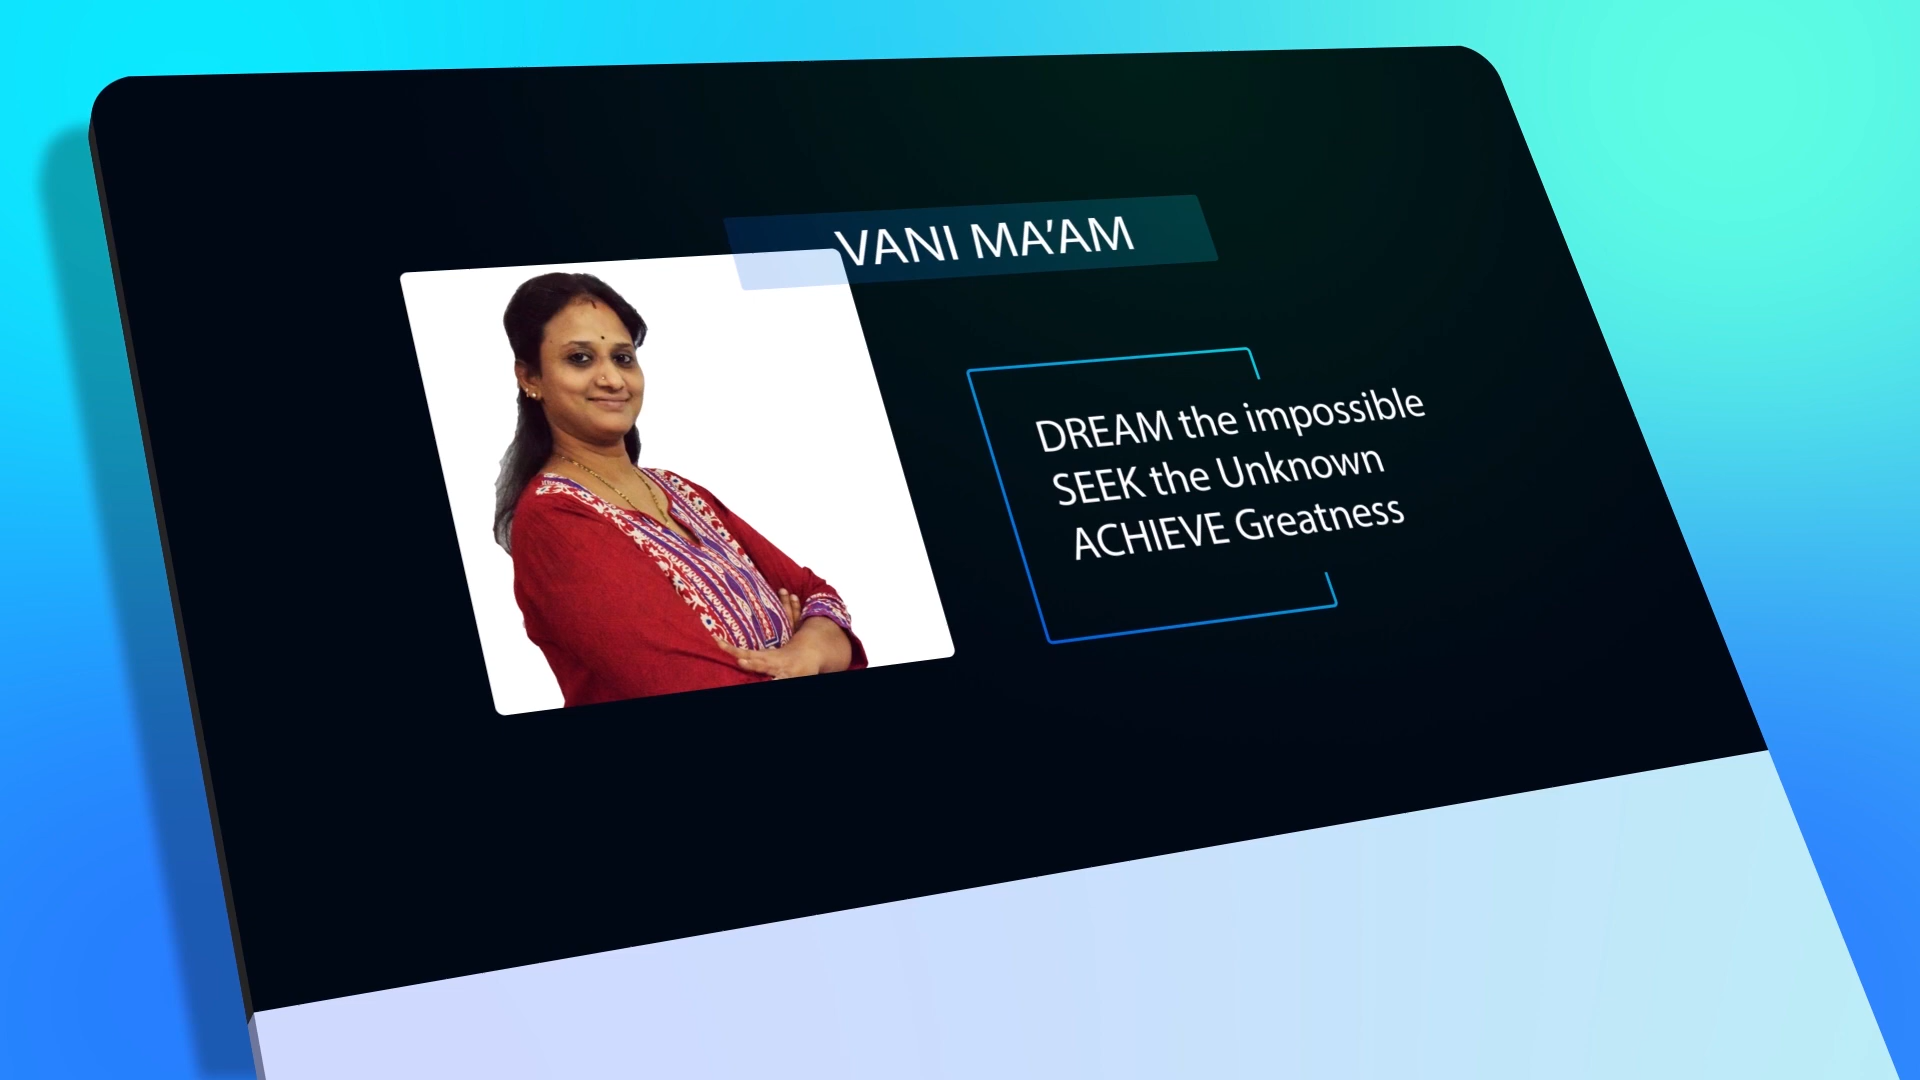 VANI MA’AM
DREAM the impossible
SEEK the Unknown
ACHIEVE Greatness